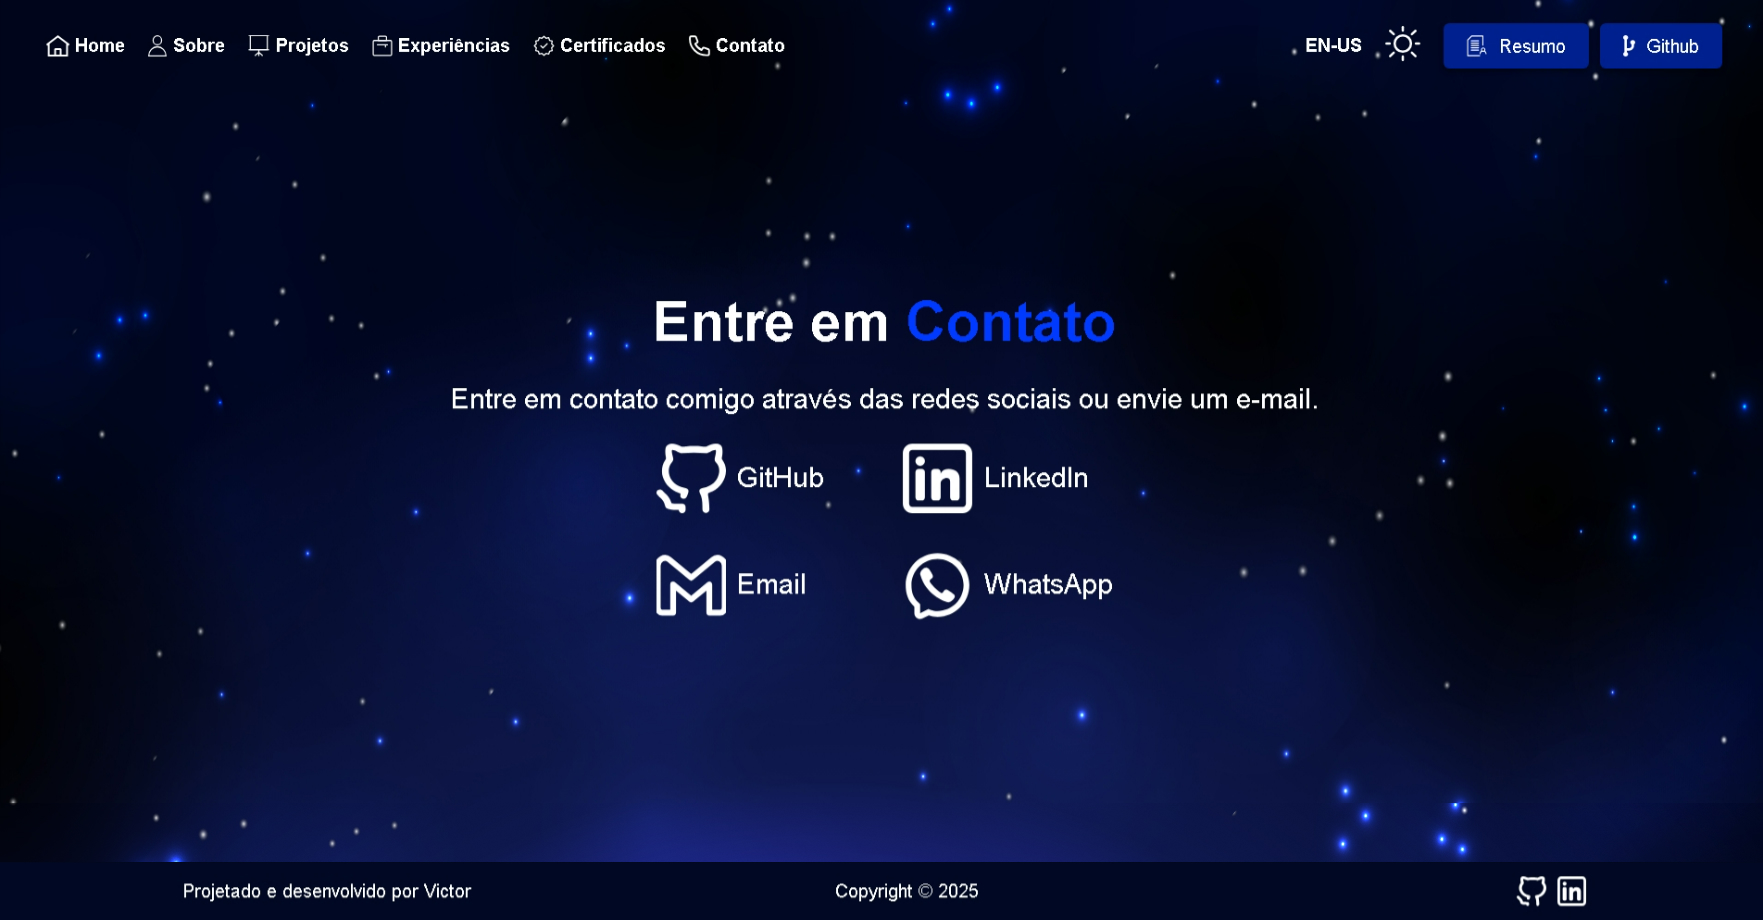 Home Sobre Projetos Experiências Certificados Contato EN-US Resumo Github
Entre em Contato
Entre em contato comigo através das redes sociais ou envie um e-mail.
GitHub LinkedIn
Email WhatsApp
Projetado e desenvolvido por Victor Copyright © 2025